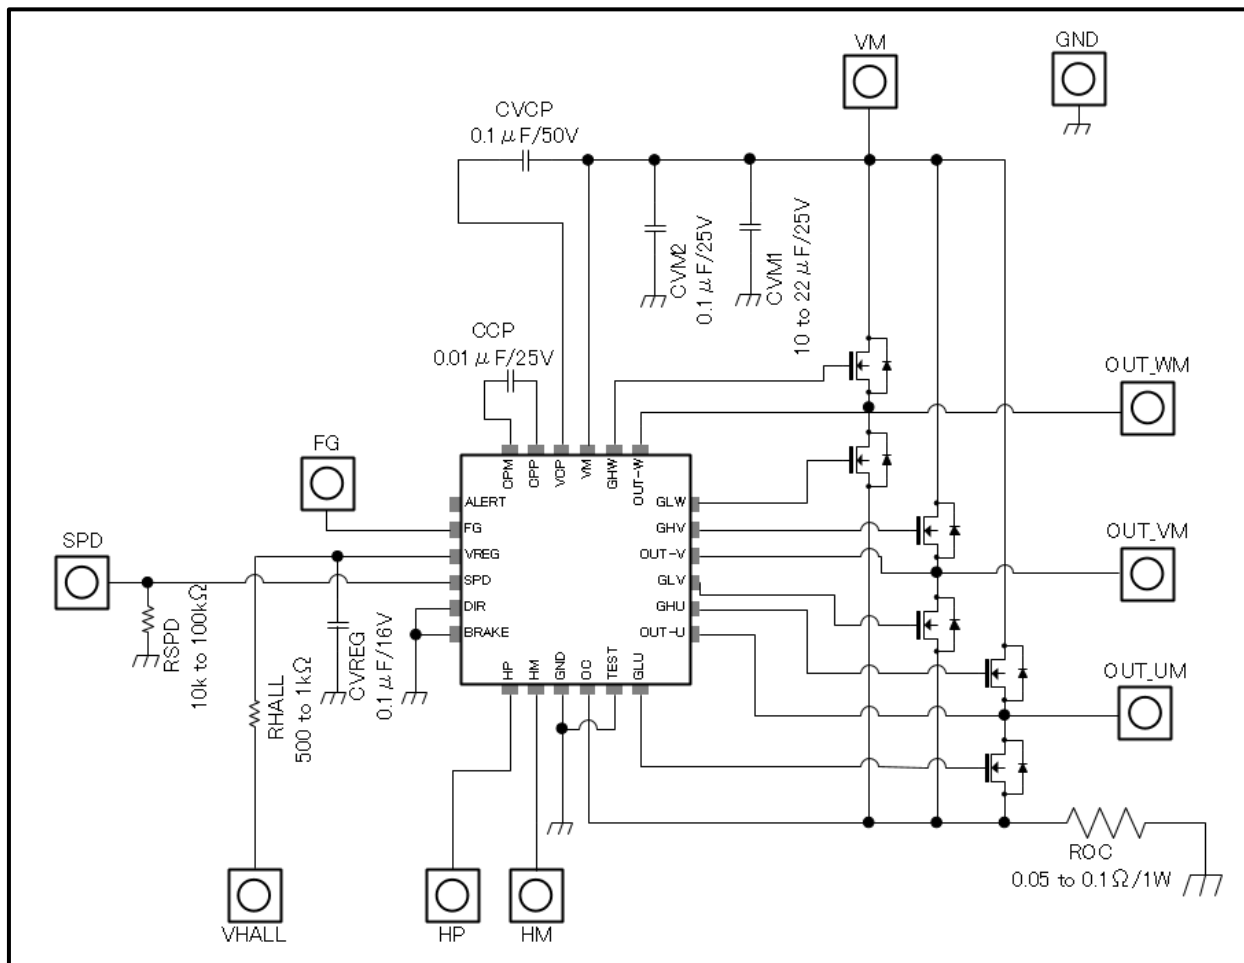 VM
GND
CVCP
0.1 μF/50V
CVM2
0.1 μF/25V
CVM1
10 to 22 μF/25V
CCP
0.01 μF/25V
OUT_WM
FG
CPM
CPP
VCP
VM
GHW
OUT-W
ALERT
FG
VREG
SPD
DIR
BRAKE
GLW
GHV
OUT-V
GLV
GHU
OUT-U
HP
HM
GND
OC
TEST
GLU
SPD
OUT_VM
RSPD
10k to 100kΩ
CVREG
0.1 μF/16V
RHALL
500 to 1kΩ
OUT_UM
ROC
0.05 to 0.1Ω/1W
VHALL
HP
HM